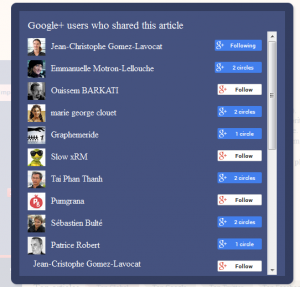 Google+ users who shared this article
Jean-Christophe Gomez-Lavocat
Following
Emmanuelle Motron-Lellouche
2 circles
Ouissem BARKATI
Follow
marie george clouet
2 circles
Graphemeride
1 circle
Slow xRM
Follow
Tai Phan Thanh
2 circles
Pumgrana
Follow
Sébastien Bulté
2 circles
Patrice Robert
1 circle
Jean-Cristophe Gomez-Lavocat
Follow